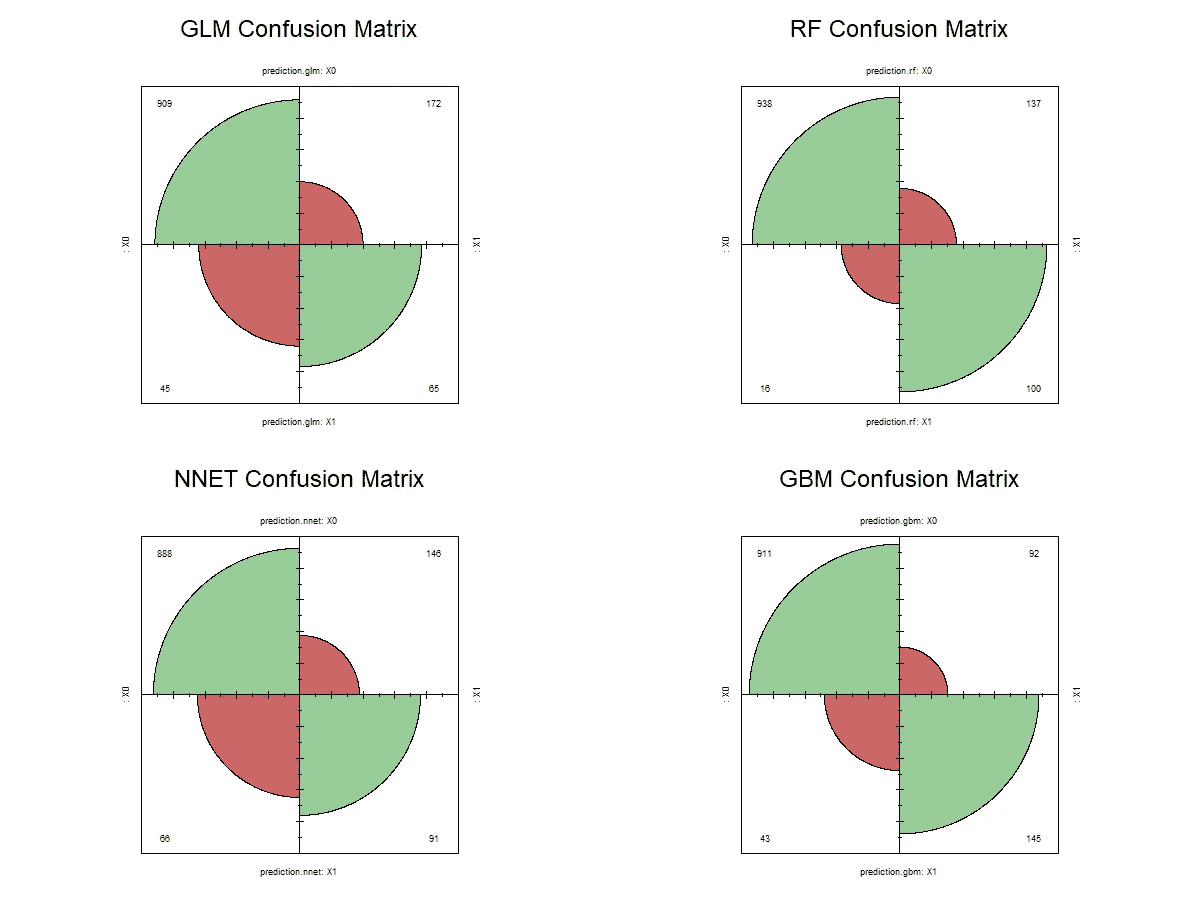 GLM Confusion Matrix
prediction.glm: X0
909
172
: X0
: X1
45
65
prediction.glm: X1
RF Confusion Matrix
prediction.rf: X0
938
137
: X0
: X1
16
100
prediction.rf: X1
NNET Confusion Matrix
prediction.nnet: X0
888
146
: X0
: X1
66
91
prediction.nnet: X1
GBM Confusion Matrix
prediction.gbm: X0
911
92
: X0
: X1
43
145
prediction.gbm: X1